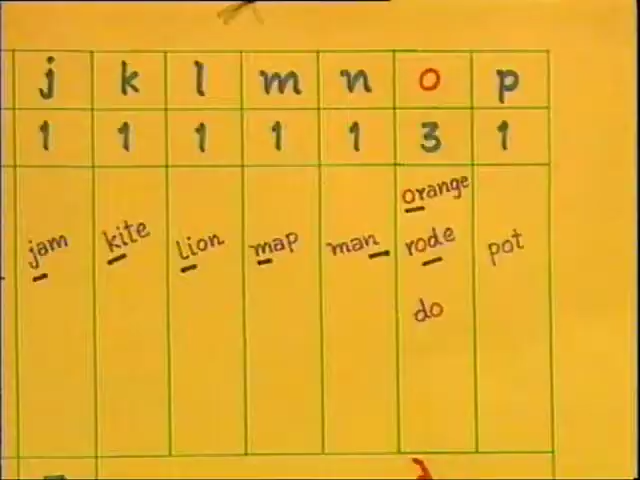 j k l m n o p
1 1 1 1 1 3 1
orange
jam kite lion map man rode pot
do